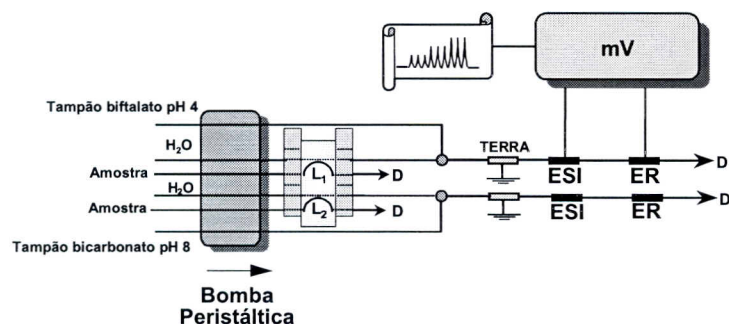 mV
Tampão biftalato pH 4
H₂O
TERRA
D
Amostra
L₁
D
ESI
ER
H₂O
D
Amostra
L₂
D
ESI
ER
Tampão bicarbonato pH 8
Bomba
Peristáltica